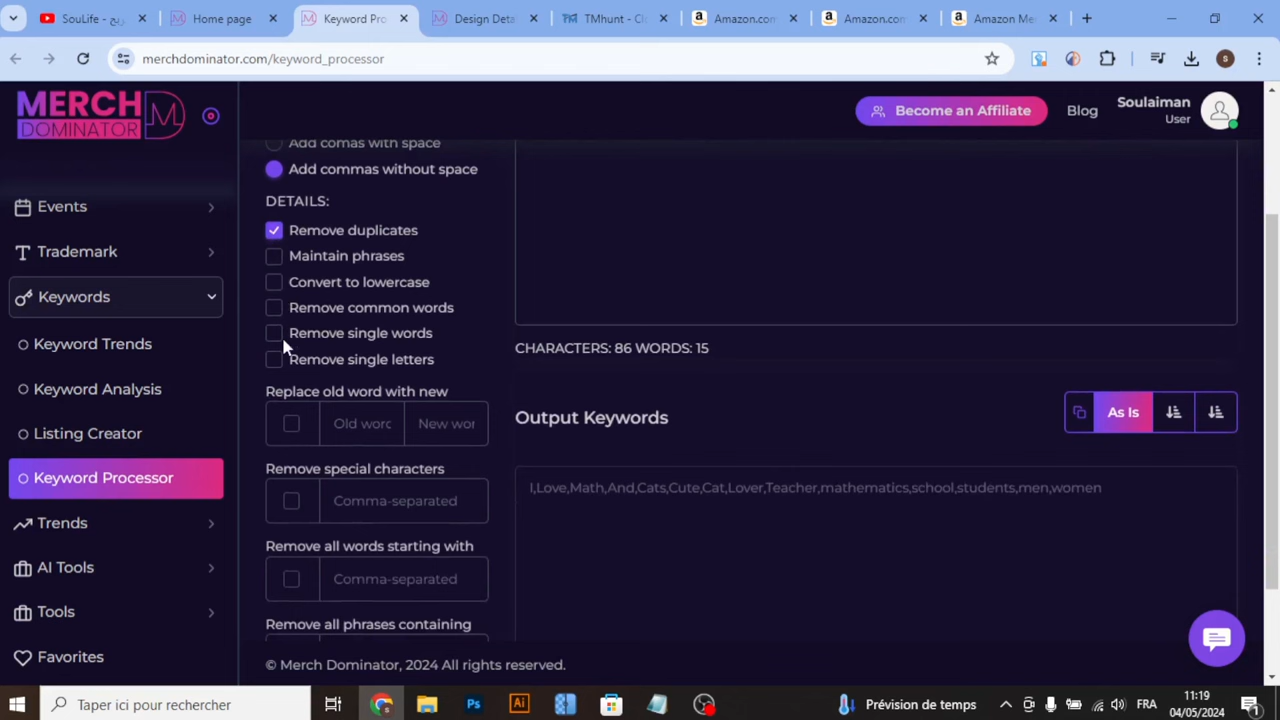 SouLife - ريح
Home page
Keyword Pro
Design Deta
TMhunt - Cl
Amazon.com
Amazon.com
Amazon Me
merchdominator.com/keyword_processor
MERCH
DOMINATOR
Become an Affiliate
Blog
Soulaiman
User
Events
Trademark
Keywords
Keyword Trends
Keyword Analysis
Listing Creator
Keyword Processor
Trends
AI Tools
Tools
Favorites
Add comas with space
Add commas without space
DETAILS:
Remove duplicates
Maintain phrases
Convert to lowercase
Remove common words
Remove single words
Remove single letters
Replace old word with new
Old word
New wor
Remove special characters
Comma-separated
Remove all words starting with
Comma-separated
Remove all phrases containing
CHARACTERS: 86 WORDS: 15
Output Keywords
As Is
I,Love,Math,And,Cats,Cute,Cat,Lover,Teacher,mathematics,school,students,men,women
© Merch Dominator, 2024 All rights reserved.
Taper ici pour rechercher
Ps
Ai
Prévision de temps
FRA
11:19
04/05/2024